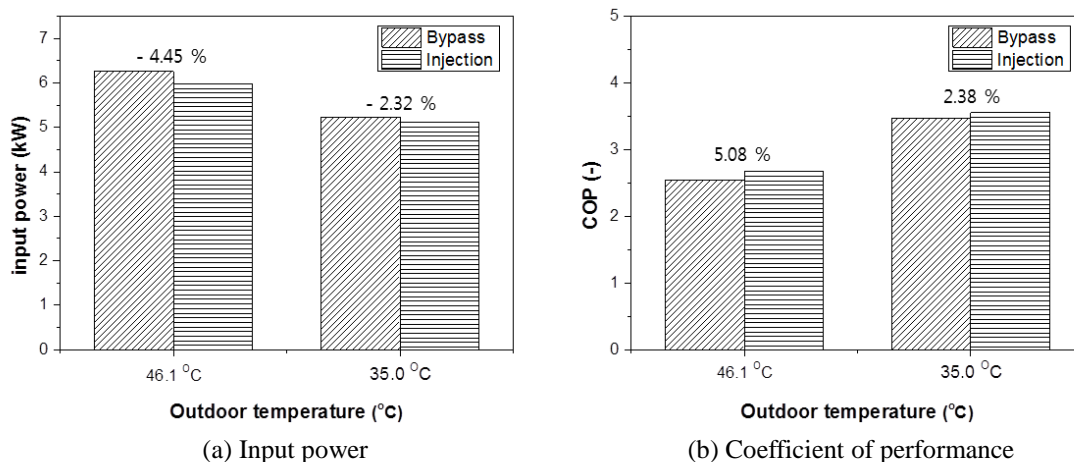 7
6
5
4
3
2
1
0
input power (kW)
Bypass
Injection
- 4.45 %
- 2.32 %
46.1 °C
35.0 °C
Outdoor temperature (°C)
(a) Input power
5
4
3
2
1
0
COP (-)
Bypass
Injection
5.08 %
2.38 %
46.1 °C
35.0 °C
Outdoor temperature (°C)
(b) Coefficient of performance